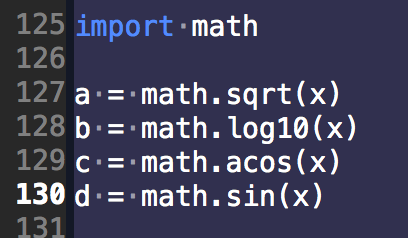 125 import math
126
127 a = math.sqrt(x)
128 b = math.log10(x)
129 c = math.acos(x)
130 d = math.sin(x)
131